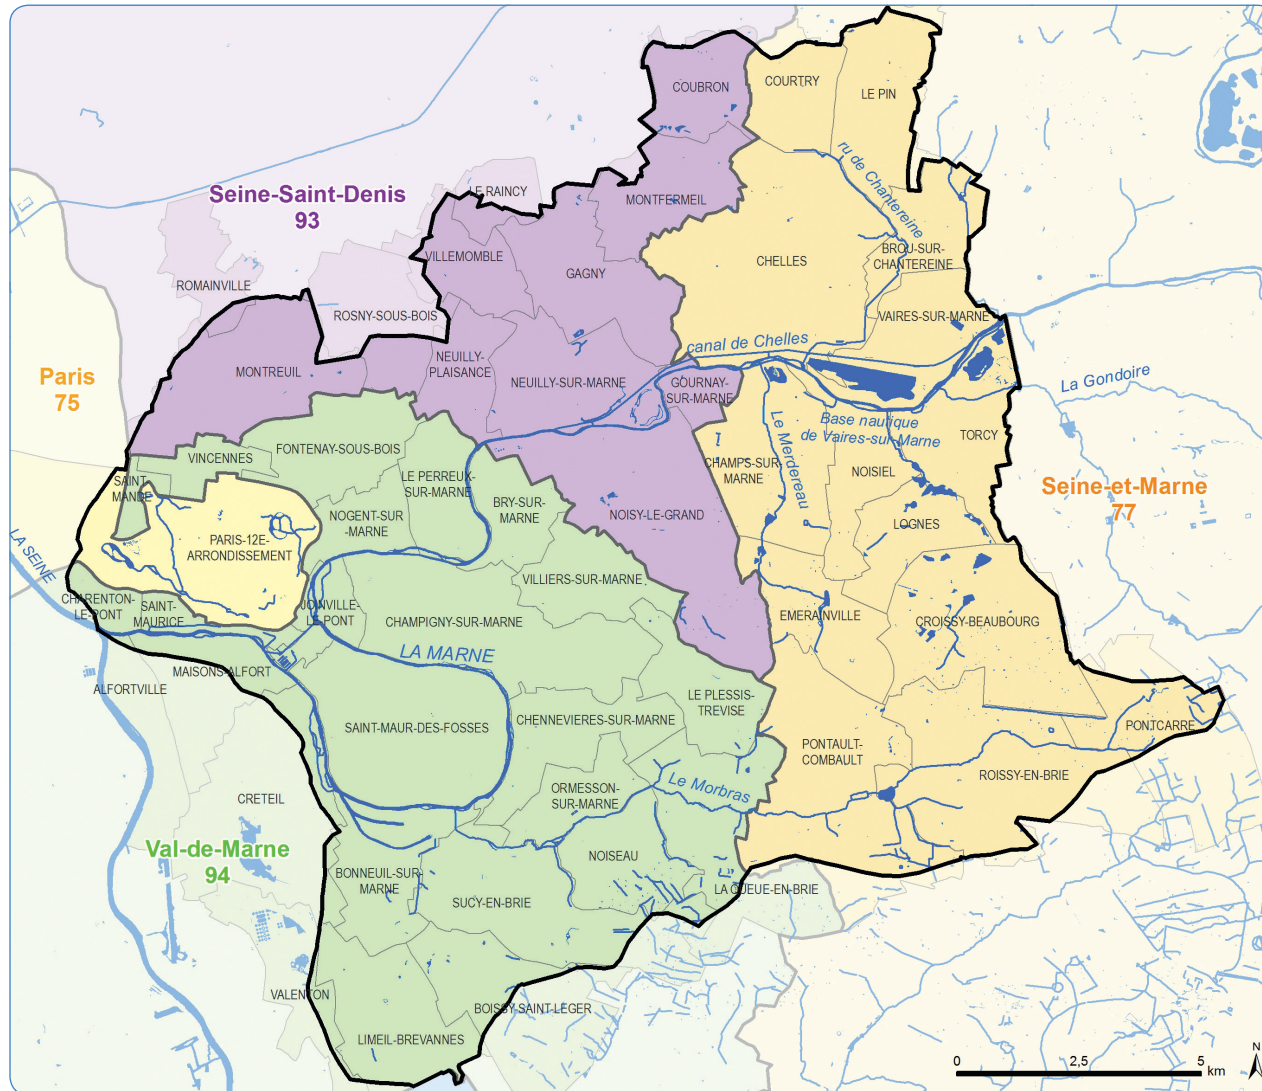 COUBRON
COURTRY
LE PIN
ru de Chantereine
Seine-Saint-Denis
93
LE RAINCY
MONTFERMEIL
VILLEMOMBLE
GAGNY
CHELLES
BROU-SUR-
CHANTEREINE
ROMAINVILLE
ROSNY-SOUS-BOIS
VAIRES-SUR-MARNE
canal de Chelles
Paris
75
MONTREUIL
NEUILLY-
PLAISANCE
NEUILLY-SUR-MARNE
GOURNAY-
SUR-MARNE
La Gondoire
Base nautique
de Vaires-sur-Marne
Le Merdereau
TORCY
VINCENNES
FONTENAY-SOUS-BOIS
LE PERREUX-
SUR-MARNE
SAINT-
MANDE
CHAMPS-SUR-
MARNE
NOISIEL
Seine-et-Marne
77
NOGENT-SUR
-MARNE
BRY-SUR-
MARNE
NOISY-LE-GRAND
LOGNES
LA SEINE
PARIS-12E-
ARRONDISSEMENT
VILLIERS-SUR-MARNE
CHARENTON-
LE-PONT
SAINT-
MAURICE
JOINVILLE-
LE-PONT
CHAMPIGNY-SUR-MARNE
EMERAINVILLE
CROISSY-BEAUBOURG
LA MARNE
MAISONS-ALFORT
ALFORTVILLE
LE PLESSIS-
TREVISE
SAINT-MAUR-DES-FOSSES
CHENNEVIERES-SUR-MARNE
PONTCARRE
PONTAULT-
COMBAULT
ROISSY-EN-BRIE
Le Morbras
ORMESSON-
SUR-MARNE
CRETEIL
Val-de-Marne
94
NOISEAU
BONNEUIL-SUR-
MARNE
SUCY-EN-BRIE
LA QUEUE-EN-BRIE
VALENTON
BOISSY-SAINT-LEGER
LIMEIL-BREVANNES
0
2,5
5
km
N